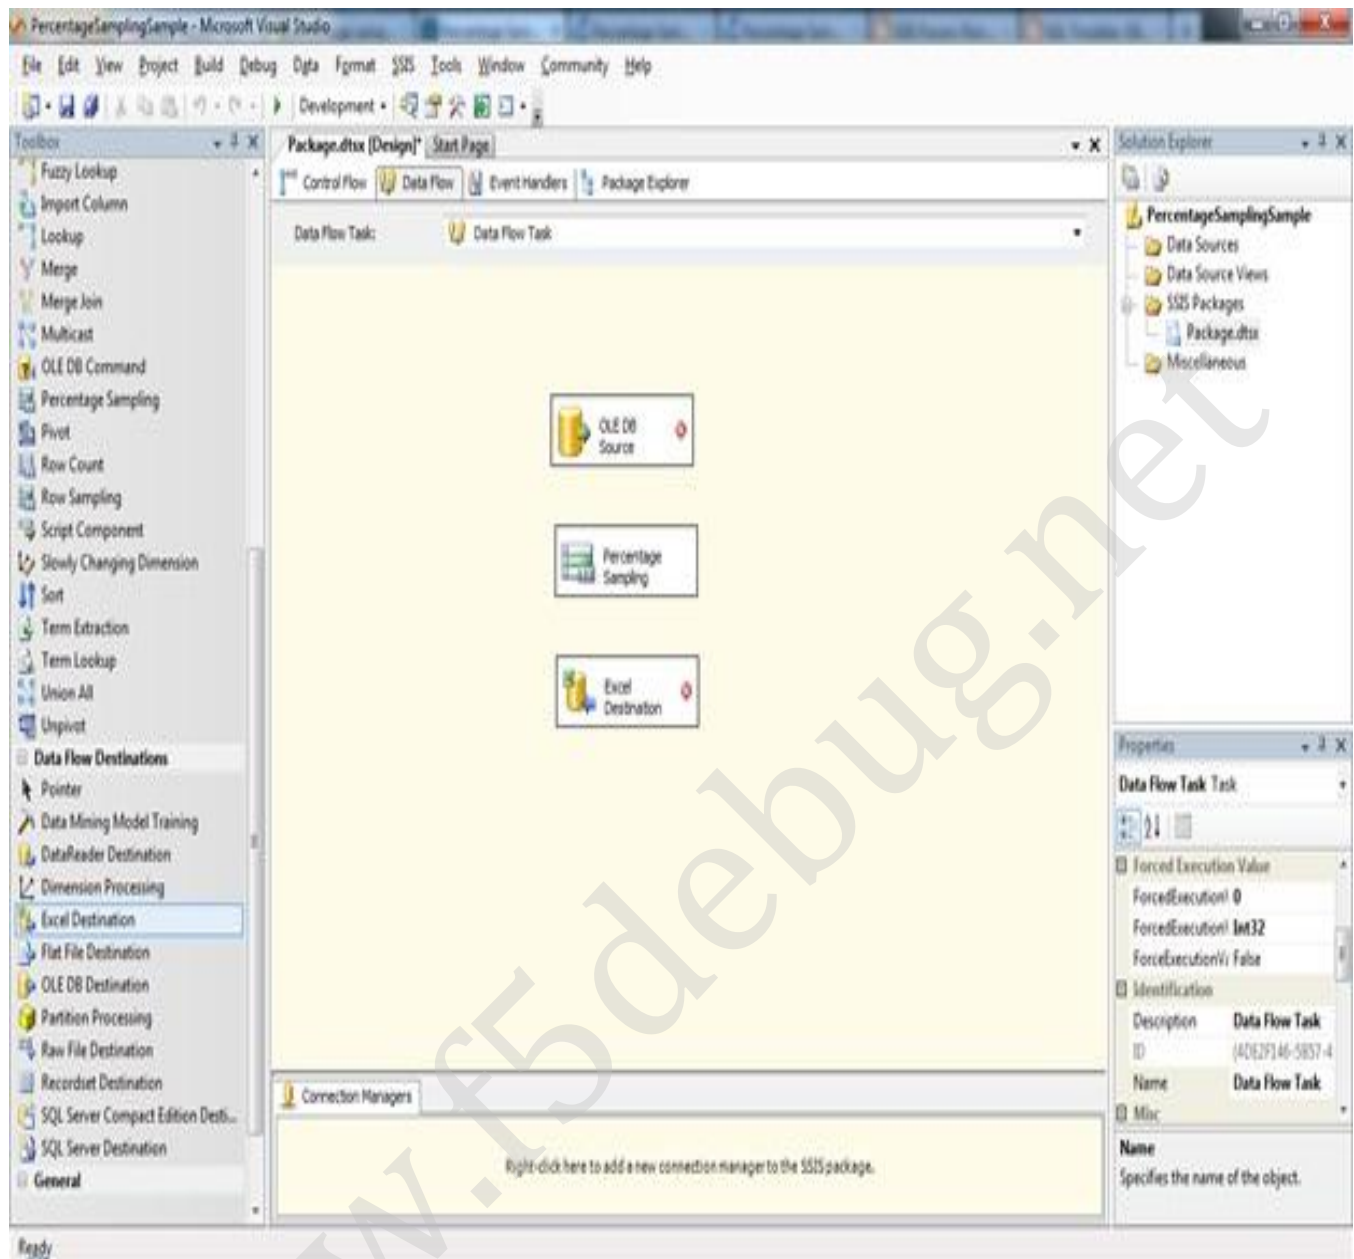 PercentageSamplingSample - Microsoft Visual Studio
File Edit View Project Build Debug Data Format SSIS Tools Window Community Help
Development
Toolbox
Fuzzy Lookup
Import Column
Lookup
Merge
Merge Join
Multicast
OLE DB Command
Percentage Sampling
Pivot
Row Count
Row Sampling
Script Component
Slowly Changing Dimension
Sort
Term Extraction
Term Lookup
Union All
Unpivot
Data Flow Destinations
Pointer
Data Mining Model Training
DataReader Destination
Dimension Processing
Excel Destination
Flat File Destination
OLE DB Destination
Partition Processing
Raw File Destination
Recordset Destination
SQL Server Compact Edition Desti...
SQL Server Destination
General
Package.dtsx [Design]* Start Page
Control Flow Data Flow Event Handlers Package Explorer
Data Flow Task: Data Flow Task
OLE DB
Source
Percentage
Sampling
Excel
Destination
Connection Managers
Right-click here to add a new connection manager to the SSIS package.
Solution Explorer
PercentageSamplingSample
Data Sources
Data Source Views
SSIS Packages
Package.dtsx
Miscellaneous
Properties
Data Flow Task Task
Forced Execution Value
ForcedExecution 0
ForcedExecution Int32
ForceExecutionVa False
Identification
Description Data Flow Task
ID {4DE2F146-5857-4
Name Data Flow Task
Misc
Name
Specifies the name of the object.
Ready
w.f5debug.net